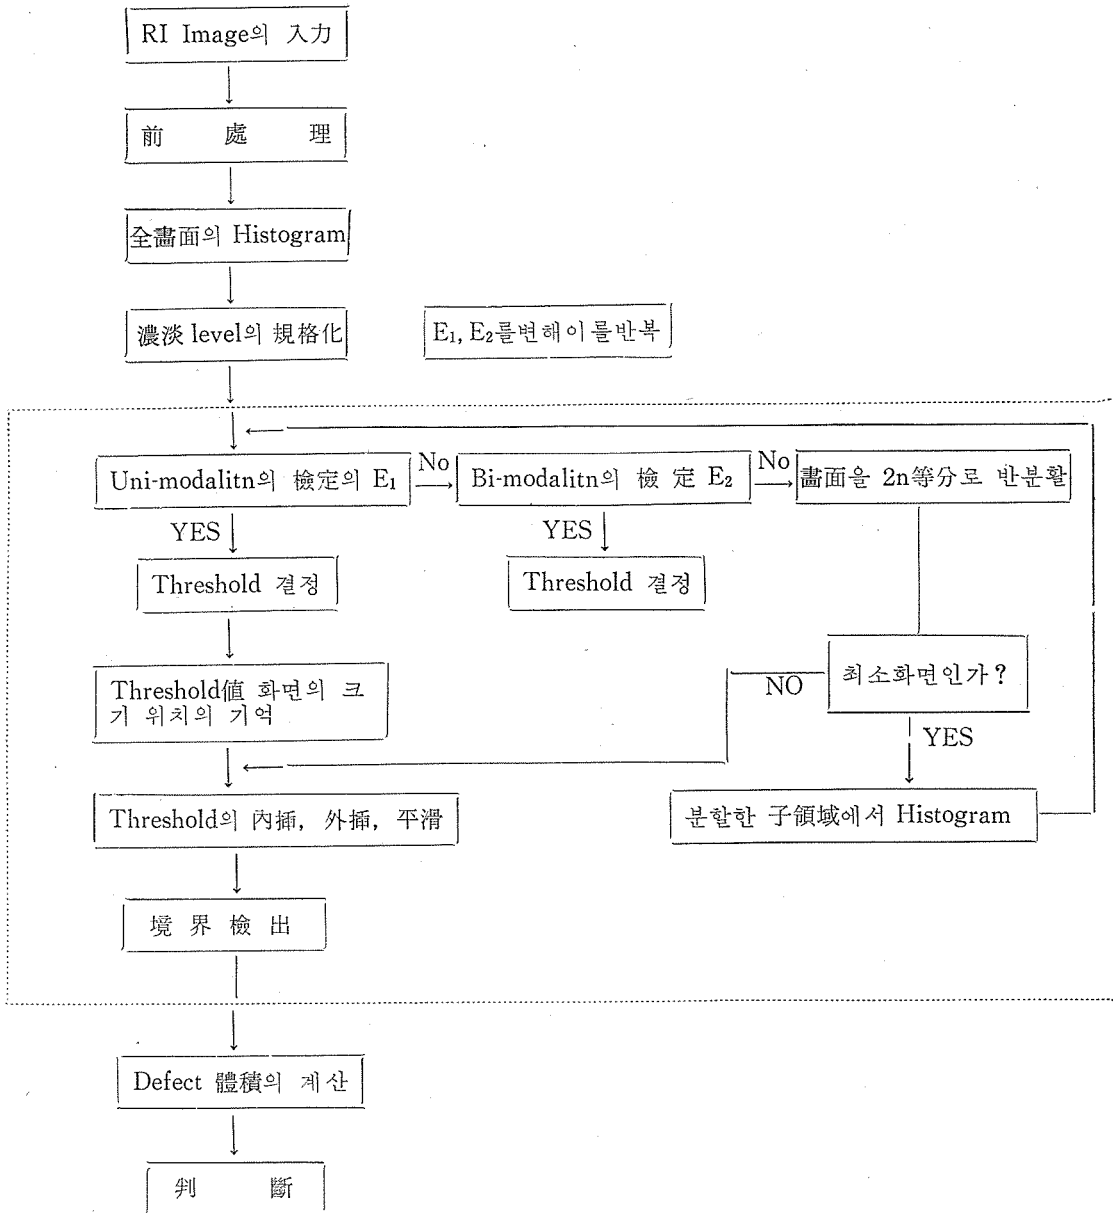 RI Image의 入力
前 處 理
全畵面의 Histogram
濃淡 level의 規格化
E₁, E₂를변해이를반복
Uni-modalitn의 檢定의 E₁
No
Bi-modalitn의 檢 定 E₂
No
畵面을 2n等分로 반분활
YES
YES
Threshold 결정
Threshold 결정
최소화면인가?
NO
YES
Threshold値 화면의 크
기 위치의 기억
Threshold의 內揷, 外揷, 平滑
분할한 子領域에서 Histogram
境 界 檢 出
Defect 體積의 계산
判 斷